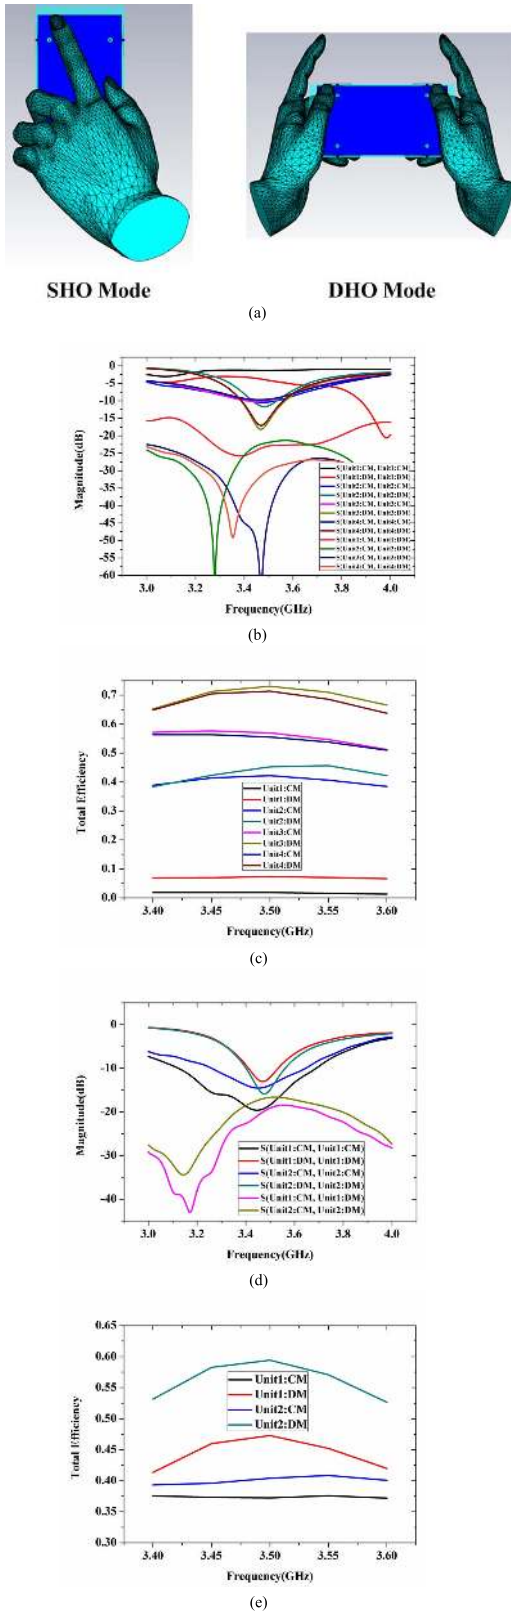 SHO Mode
DHO Mode
(a)
0
-5
-10
-15
-20
-25
-30
-35
-40
-45
-50
-55
-60
Magnitude(dB)
S(Unit1:CM, Unit1:CM)
S(Unit1:DM, Unit1:DM)
S(Unit2:CM, Unit2:CM)
S(Unit2:DM, Unit2:DM)
S(Unit3:CM, Unit3:CM)
S(Unit3:DM, Unit3:DM)
S(Unit4:CM, Unit4:CM)
S(Unit4:DM, Unit4:DM)
S(Unit1:CM, Unit1:DM)
S(Unit2:CM, Unit2:DM)
S(Unit3:CM, Unit3:DM)
S(Unit4:CM, Unit4:DM)
3.0 3.2 3.4 3.6 3.8 4.0
Frequency(GHz)
(b)
0.7
0.6
0.5
0.4
0.3
0.2
0.1
0.0
Total Efficiency
Unit1:CM
Unit1:DM
Unit2:CM
Unit2:DM
Unit3:CM
Unit3:DM
Unit4:CM
Unit4:DM
3.40 3.45 3.50 3.55 3.60
Frequency(GHz)
(c)
0
-10
-20
-30
-40
Magnitude(dB)
S(Unit1:CM, Unit1:CM)
S(Unit1:DM, Unit1:DM)
S(Unit2:CM, Unit2:CM)
S(Unit2:DM, Unit2:DM)
S(Unit1:CM, Unit1:DM)
S(Unit2:CM, Unit2:DM)
3.0 3.2 3.4 3.6 3.8 4.0
Frequency(GHz)
(d)
0.65
0.60
0.55
0.50
0.45
0.40
0.35
0.30
Total Efficiency
Unit1:CM
Unit1:DM
Unit2:CM
Unit2:DM
3.40 3.45 3.50 3.55 3.60
Frequency(GHz)
(e)